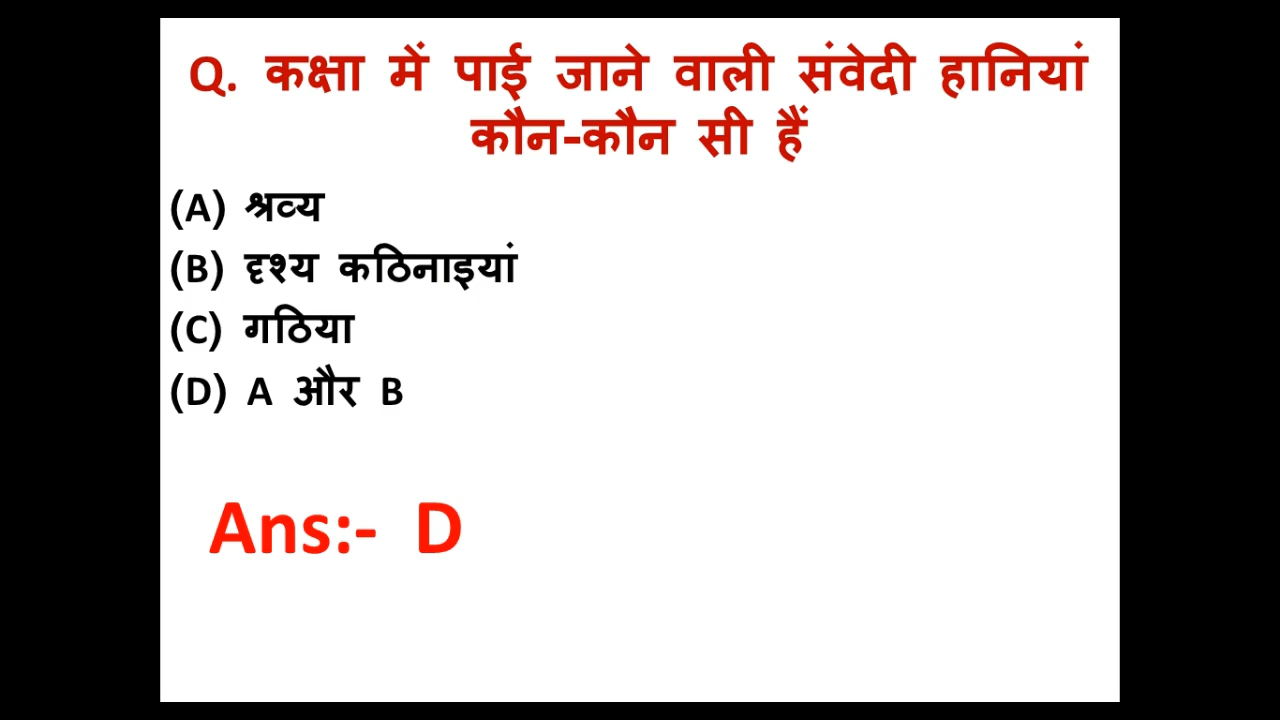 Q. कक्षा में पाई जाने वाली संवेदी हानियां
कौन-कौन सी हैं
(A) श्रव्य
(B) दृश्य कठिनाइयां
(C) गठिया
(D) A और B
Ans:- D